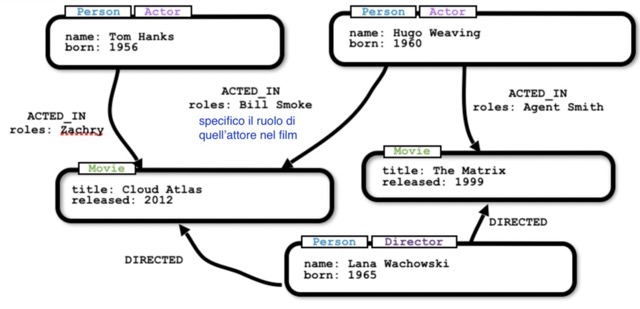 Person Actor
name: Tom Hanks
born: 1956
Person Actor
name: Hugo Weaving
born: 1960
ACTED_IN
roles: Zachry
ACTED_IN
roles: Bill Smoke
specifico il ruolo di
quell'attore nel film
ACTED_IN
roles: Agent Smith
Movie
title: Cloud Atlas
released: 2012
Movie
title: The Matrix
released: 1999
DIRECTED
DIRECTED
Person Director
name: Lana Wachowski
born: 1965